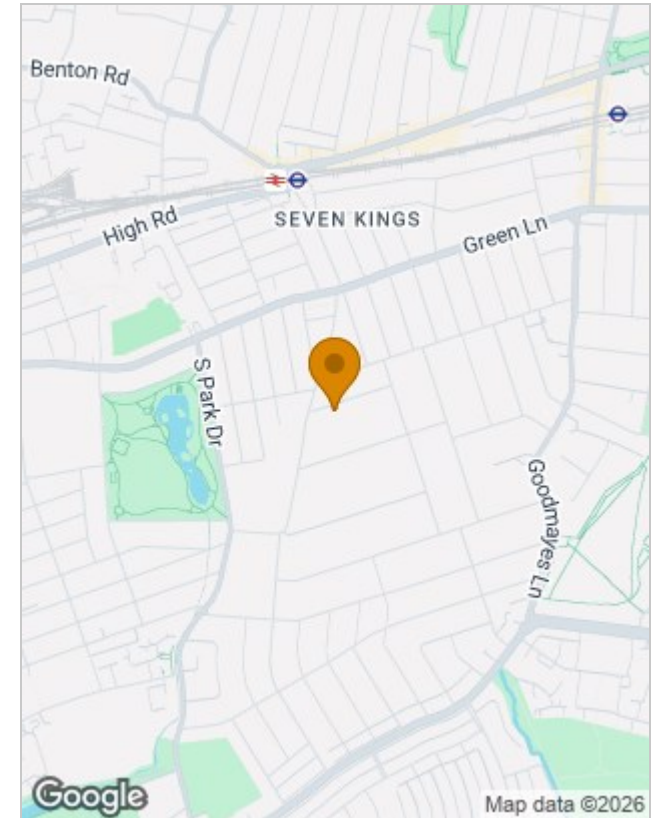 Benton Rd
High Rd
SEVEN KINGS
Green Ln
S Park Dr
Goodmayes Ln
Google
Map data ©2026